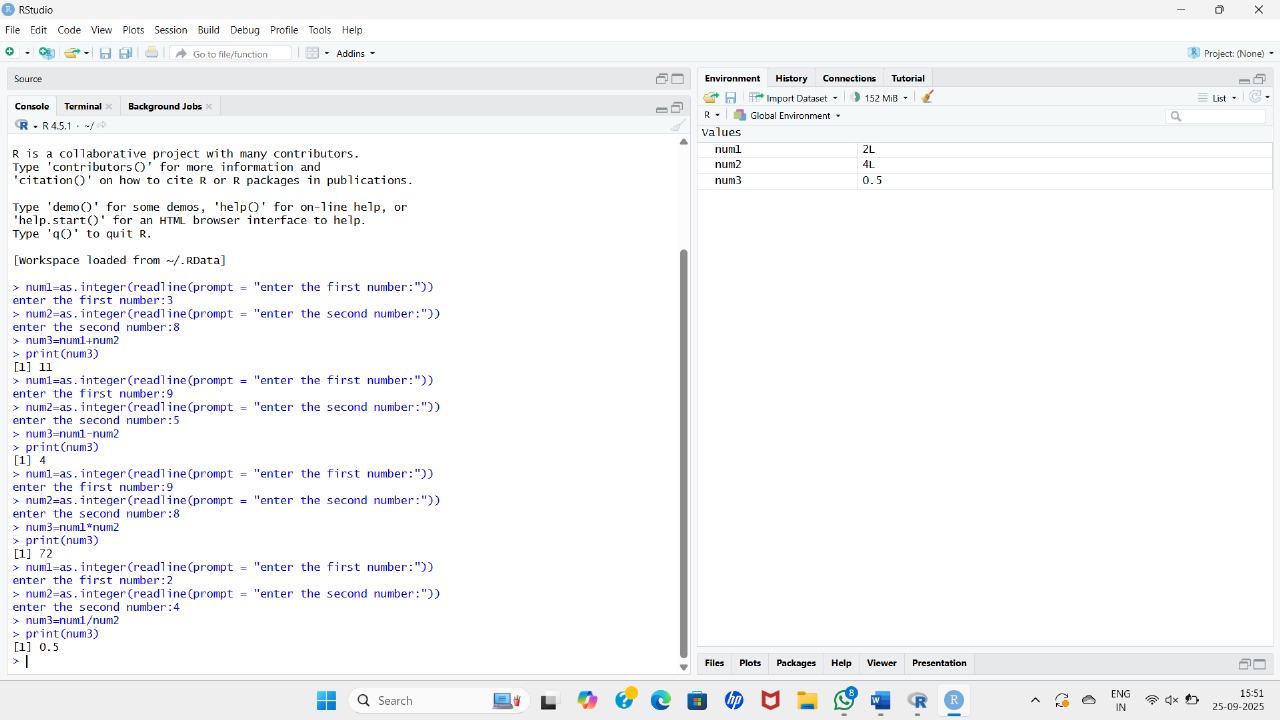 RStudio
File Edit Code View Plots Session Build Debug Profile Tools Help
Go to file/function Addins Project: (None)
Source
Console Terminal Background Jobs
R 4.5.1 · ~/
R is a collaborative project with many contributors.
Type 'contributors()' for more information and
'citation()' on how to cite R or R packages in publications.
Type 'demo()' for some demos, 'help()' for on-line help, or
'help.start()' for an HTML browser interface to help.
Type 'q()' to quit R.
[Workspace loaded from ~/.RData]
> num1=as.integer(readline(prompt = "enter the first number:"))
enter the first number:3
> num2=as.integer(readline(prompt = "enter the second number:"))
enter the second number:8
> num3=num1+num2
> print(num3)
[1] 11
> num1=as.integer(readline(prompt = "enter the first number:"))
enter the first number:9
> num2=as.integer(readline(prompt = "enter the second number:"))
enter the second number:5
> num3=num1-num2
> print(num3)
[1] 4
> num1=as.integer(readline(prompt = "enter the first number:"))
enter the first number:9
> num2=as.integer(readline(prompt = "enter the second number:"))
enter the second number:8
> num3=num1*num2
> print(num3)
[1] 72
> num1=as.integer(readline(prompt = "enter the first number:"))
enter the first number:2
> num2=as.integer(readline(prompt = "enter the second number:"))
enter the second number:4
> num3=num1/num2
> print(num3)
[1] 0.5
>
Environment History Connections Tutorial
Import Dataset 152 MiB List
R Global Environment
Values
num1 2L
num2 4L
num3 0.5
Files Plots Packages Help Viewer Presentation
Search
8
ENG
IN
15:51
25-09-2025